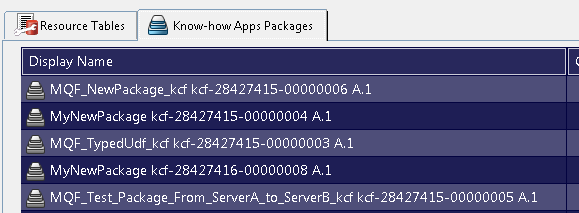 Resource Tables
Know-how Apps Packages
Display Name
MQF_NewPackage_kcf kcf-28427415-00000006 A.1
MyNewPackage kcf-28427415-00000004 A.1
MQF_TypedUdf_kcf kcf-28427415-00000003 A.1
MyNewPackage kcf-28427416-00000008 A.1
MQF_Test_Package_From_ServerA_to_ServerB_kcf kcf-28427415-00000005 A.1